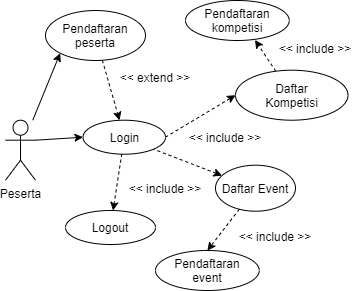 Pendaftaran
kompetisi
Pendaftaran
peserta
<< include >>
<< extend >>
Daftar
Kompetisi
Login
<< include >>
Peserta
<< include >>
Daftar Event
Logout
<< include >>
Pendaftaran
event